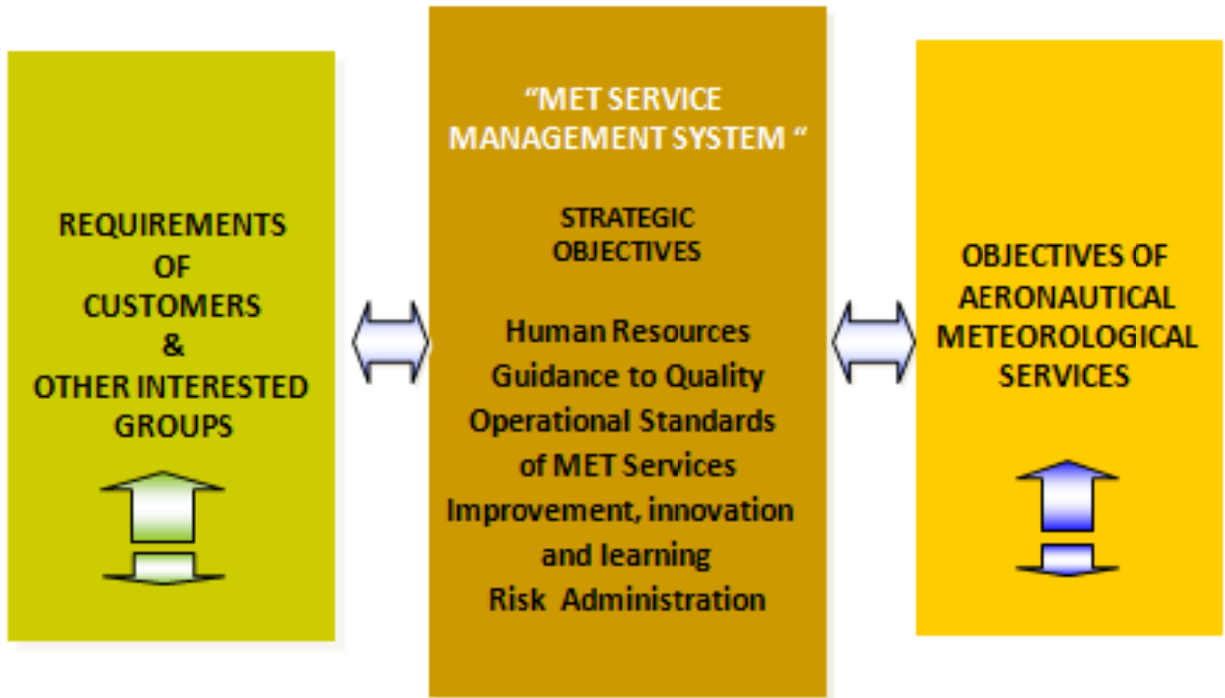 REQUIREMENTS
OF
CUSTOMERS
&
OTHER INTERESTED
GROUPS
“MET SERVICE
MANAGEMENT SYSTEM “
STRATEGIC
OBJECTIVES
Human Resources
Guidance to Quality
Operational Standards
of MET Services
Improvement, innovation
and learning
Risk Administration
OBJECTIVES OF
AERONAUTICAL
METEOROLOGICAL
SERVICES